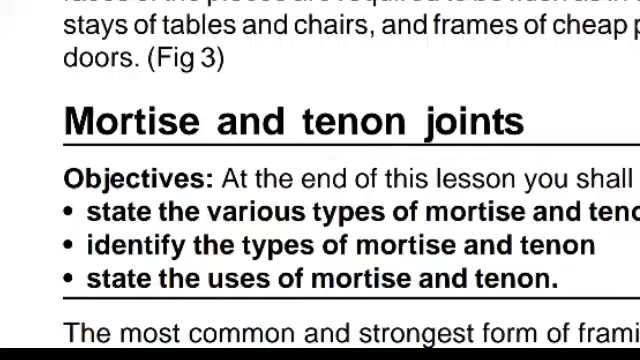 stays of tables and chairs, and frames of cheap
doors. (Fig 3)
Mortise and tenon joints
Objectives: At the end of this lesson you shall
• state the various types of mortise and
• identify the types of mortise and tenon
• state the uses of mortise and tenon.
The most common and strongest form of